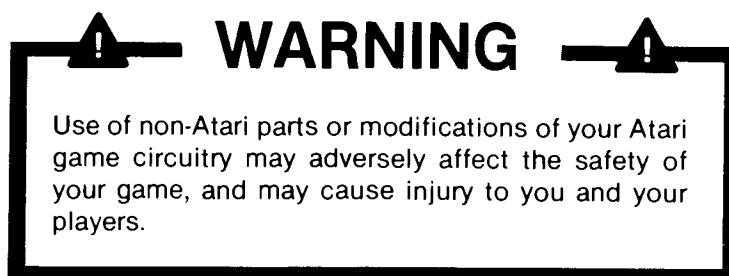 WARNING
Use of non-Atari parts or modifications of your Atari
game circuitry may adversely affect the safety of
your game, and may cause injury to you and your
players.